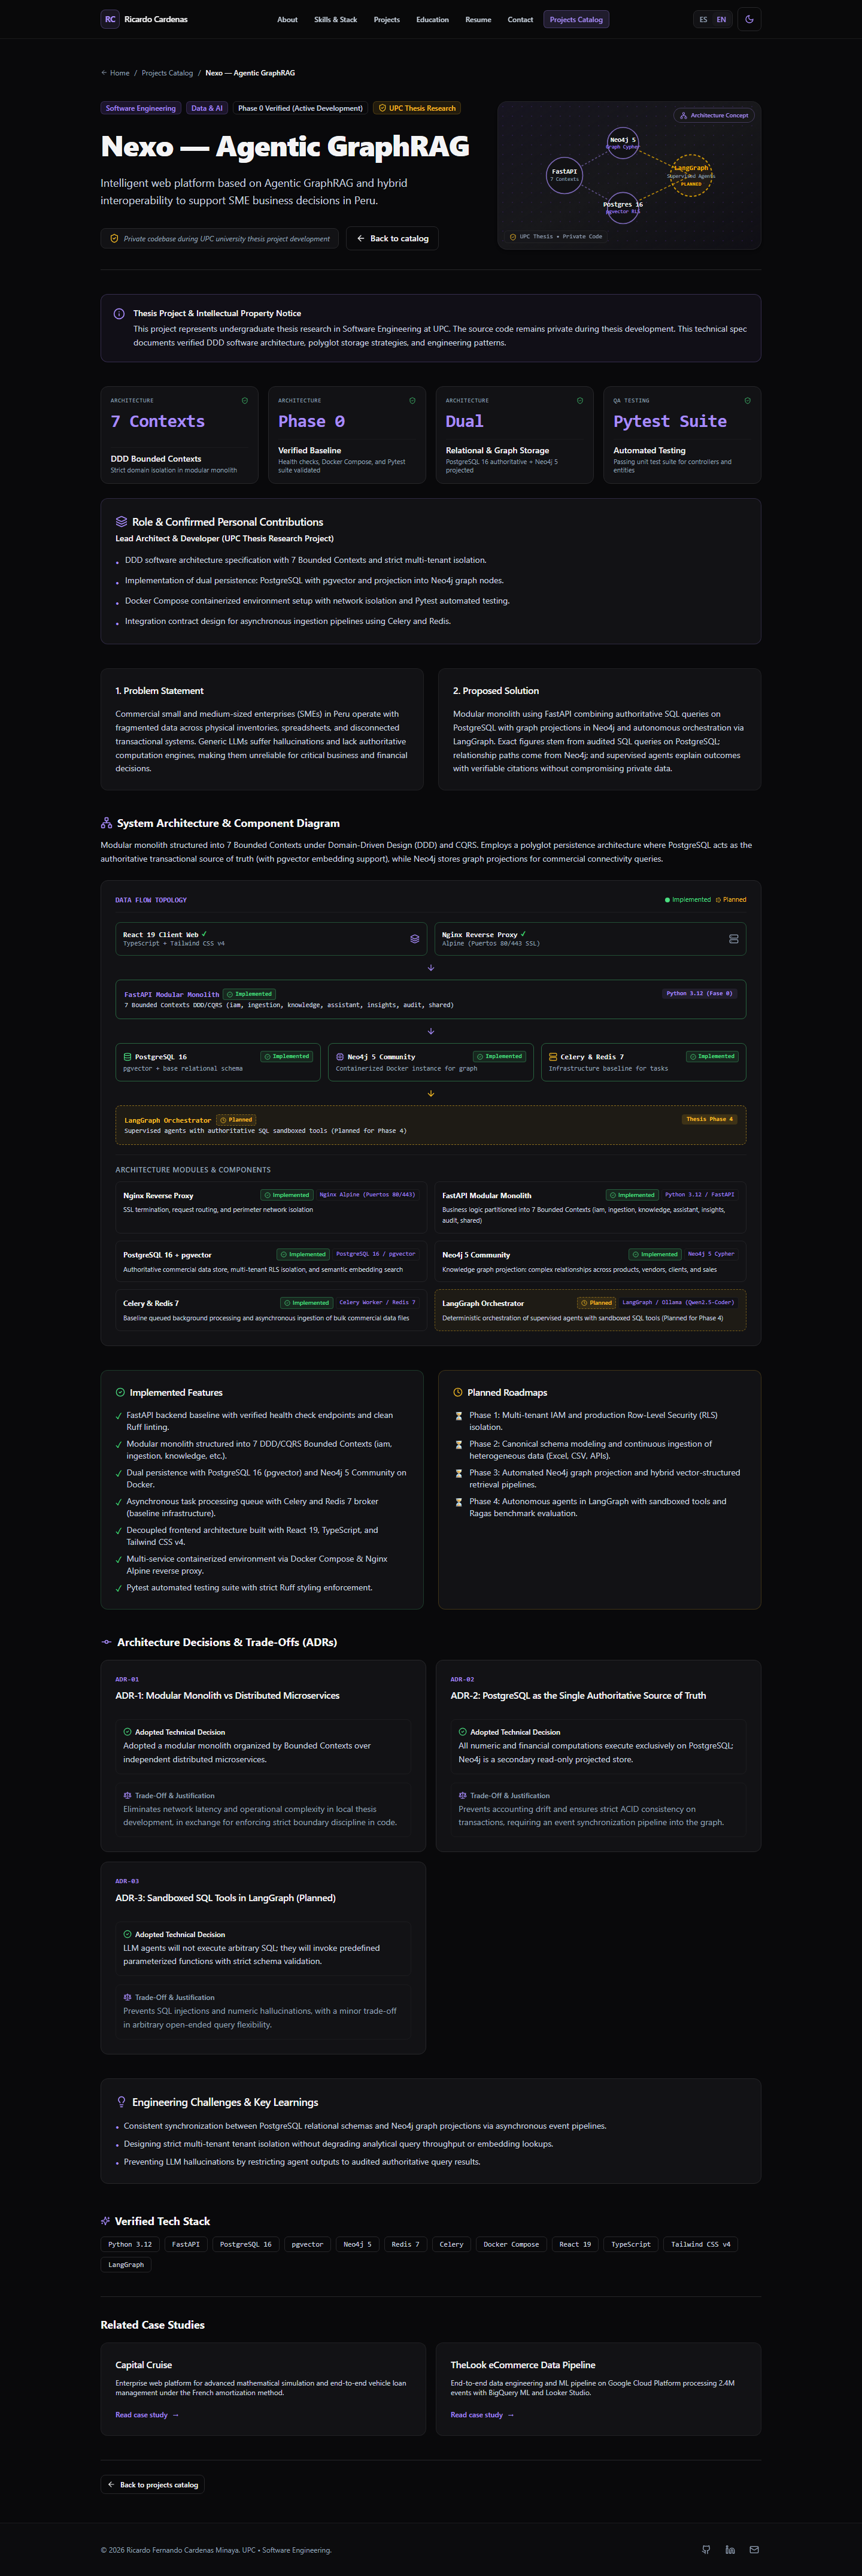 RC Ricardo Cardenas
About Skills & Stack Projects Education Resume Contact Projects Catalog
ES EN
← Home / Projects Catalog / Nexo — Agentic GraphRAG
Software Engineering Data & AI Phase 0 Verified (Active Development) UPC Thesis Research
Nexo — Agentic GraphRAG
Intelligent web platform based on Agentic GraphRAG and hybrid
interoperability to support SME business decisions in Peru.
Private codebase during UPC university thesis project development
← Back to catalog
Architecture Concept
Neo4j 5
Graph Cypher
FastAPI
7 Contexts
LangGraph
Supervised Agents
PLANNED
Postgres 16
pgvector RLS
UPC Thesis • Private Code
Thesis Project & Intellectual Property Notice
This project represents undergraduate thesis research in Software Engineering at UPC. The source code remains private during thesis development. This technical spec
documents verified DDD software architecture, polyglot storage strategies, and engineering patterns.
ARCHITECTURE
7 Contexts
DDD Bounded Contexts
Strict domain isolation in modular monolith
ARCHITECTURE
Phase 0
Verified Baseline
Health checks, Docker Compose, and Pytest
suite validated
ARCHITECTURE
Dual
Relational & Graph Storage
PostgreSQL 16 authoritative + Neo4j 5
projected
QA TESTING
Pytest Suite
Automated Testing
Passing unit test suite for controllers and
entities
Role & Confirmed Personal Contributions
Lead Architect & Developer (UPC Thesis Research Project)
• DDD software architecture specification with 7 Bounded Contexts and strict multi-tenant isolation.
• Implementation of dual persistence: PostgreSQL with pgvector and projection into Neo4j graph nodes.
• Docker Compose containerized environment setup with network isolation and Pytest automated testing.
• Integration contract design for asynchronous ingestion pipelines using Celery and Redis.
1. Problem Statement
Commercial small and medium-sized enterprises (SMEs) in Peru operate with
fragmented data across physical inventories, spreadsheets, and disconnected
transactional systems. Generic LLMs suffer hallucinations and lack authoritative
computation engines, making them unreliable for critical business and financial
decisions.
2. Proposed Solution
Modular monolith using FastAPI combining authoritative SQL queries on
PostgreSQL with graph projections in Neo4j and autonomous orchestration via
LangGraph. Exact figures stem from audited SQL queries on PostgreSQL;
relationship paths come from Neo4j; and supervised agents explain outcomes
with verifiable citations without compromising private data.
System Architecture & Component Diagram
Modular monolith structured into 7 Bounded Contexts under Domain-Driven Design (DDD) and CQRS. Employs a polyglot persistence architecture where PostgreSQL acts as the
authoritative transactional source of truth (with pgvector embedding support), while Neo4j stores graph projections for commercial connectivity queries.
DATA FLOW TOPOLOGY
Implemented Planned
React 19 Client Web ✓
TypeScript + Tailwind CSS v4
Nginx Reverse Proxy ✓
Alpine (Puertos 80/443 SSL)
↓
FastAPI Modular Monolith Implemented Python 3.12 (Fase 0)
7 Bounded Contexts DDD/CQRS (iam, ingestion, knowledge, assistant, insights, audit, shared)
↓
PostgreSQL 16 Implemented
pgvector + base relational schema
Neo4j 5 Community Implemented
Containerized Docker instance for graph
Celery & Redis 7 Implemented
Infrastructure baseline for tasks
↓
LangGraph Orchestrator Planned Thesis Phase 4
Supervised agents with authoritative SQL sandboxed tools (Planned for Phase 4)
ARCHITECTURE MODULES & COMPONENTS
Nginx Reverse Proxy Implemented Nginx Alpine (Puertos 80/443)
SSL termination, request routing, and perimeter network isolation
FastAPI Modular Monolith Implemented Python 3.12 / FastAPI
Business logic partitioned into 7 Bounded Contexts (iam, ingestion, knowledge, assistant, insights,
audit, shared)
PostgreSQL 16 + pgvector Implemented PostgreSQL 16 / pgvector
Authoritative commercial data store, multi-tenant RLS isolation, and semantic embedding search
Neo4j 5 Community Implemented Neo4j 5 Cypher
Knowledge graph projection: complex relationships across products, vendors, clients, and sales
Celery & Redis 7 Implemented Celery Worker / Redis 7
Baseline queued background processing and asynchronous ingestion of bulk commercial data files
LangGraph Orchestrator Planned LangGraph / Ollama (Qwen2.5-Coder)
Deterministic orchestration of supervised agents with sandboxed SQL tools (Planned for Phase 4)
Implemented Features
✓ FastAPI backend baseline with verified health check endpoints and clean
Ruff linting.
✓ Modular monolith structured into 7 DDD/CQRS Bounded Contexts (iam,
ingestion, knowledge, etc.).
✓ Dual persistence with PostgreSQL 16 (pgvector) and Neo4j 5 Community on
Docker.
✓ Asynchronous task processing queue with Celery and Redis 7 broker
(baseline infrastructure).
✓ Decoupled frontend architecture built with React 19, TypeScript, and
Tailwind CSS v4.
✓ Multi-service containerized environment via Docker Compose & Nginx
Alpine reverse proxy.
✓ Pytest automated testing suite with strict Ruff styling enforcement.
Planned Roadmaps
⏳ Phase 1: Multi-tenant IAM and production Row-Level Security (RLS)
isolation.
⏳ Phase 2: Canonical schema modeling and continuous ingestion of
heterogeneous data (Excel, CSV, APIs).
⏳ Phase 3: Automated Neo4j graph projection and hybrid vector-structured
retrieval pipelines.
⏳ Phase 4: Autonomous agents in LangGraph with sandboxed tools and
Ragas benchmark evaluation.
Architecture Decisions & Trade-Offs (ADRs)
ADR-01
ADR-1: Modular Monolith vs Distributed Microservices
Adopted Technical Decision
Adopted a modular monolith organized by Bounded Contexts over
independent distributed microservices.
Trade-Off & Justification
Eliminates network latency and operational complexity in local thesis
development, in exchange for enforcing strict boundary discipline in code.
ADR-02
ADR-2: PostgreSQL as the Single Authoritative Source of Truth
Adopted Technical Decision
All numeric and financial computations execute exclusively on PostgreSQL;
Neo4j is a secondary read-only projected store.
Trade-Off & Justification
Prevents accounting drift and ensures strict ACID consistency on
transactions, requiring an event synchronization pipeline into the graph.
ADR-03
ADR-3: Sandboxed SQL Tools in LangGraph (Planned)
Adopted Technical Decision
LLM agents will not execute arbitrary SQL; they will invoke predefined
parameterized functions with strict schema validation.
Trade-Off & Justification
Prevents SQL injections and numeric hallucinations, with a minor trade-off
in arbitrary open-ended query flexibility.
Engineering Challenges & Key Learnings
• Consistent synchronization between PostgreSQL relational schemas and Neo4j graph projections via asynchronous event pipelines.
• Designing strict multi-tenant tenant isolation without degrading analytical query throughput or embedding lookups.
• Preventing LLM hallucinations by restricting agent outputs to audited authoritative query results.
Verified Tech Stack
Python 3.12 FastAPI PostgreSQL 16 pgvector Neo4j 5 Redis 7 Celery Docker Compose React 19 TypeScript Tailwind CSS v4
LangGraph
Related Case Studies
Capital Cruise
Enterprise web platform for advanced mathematical simulation and end-to-end vehicle loan
management under the French amortization method.
Read case study →
TheLook eCommerce Data Pipeline
End-to-end data engineering and ML pipeline on Google Cloud Platform processing 2.4M
events with BigQuery ML and Looker Studio.
Read case study →
← Back to projects catalog
© 2026 Ricardo Fernando Cardenas Minaya. UPC • Software Engineering.